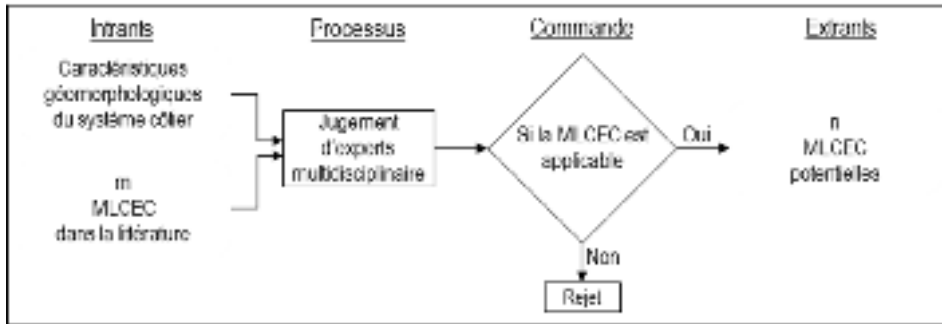 Intrants
Processus
Commande
Extrants
Caractéristiques
géomorphologiques
du système côtier
m
MLCEC
dans la littérature
Jugement
d'experts
multidisciplinaire
Si la MLCEC est
applicable
Oui
Non
Rejet
n
MLCEC
potentielles